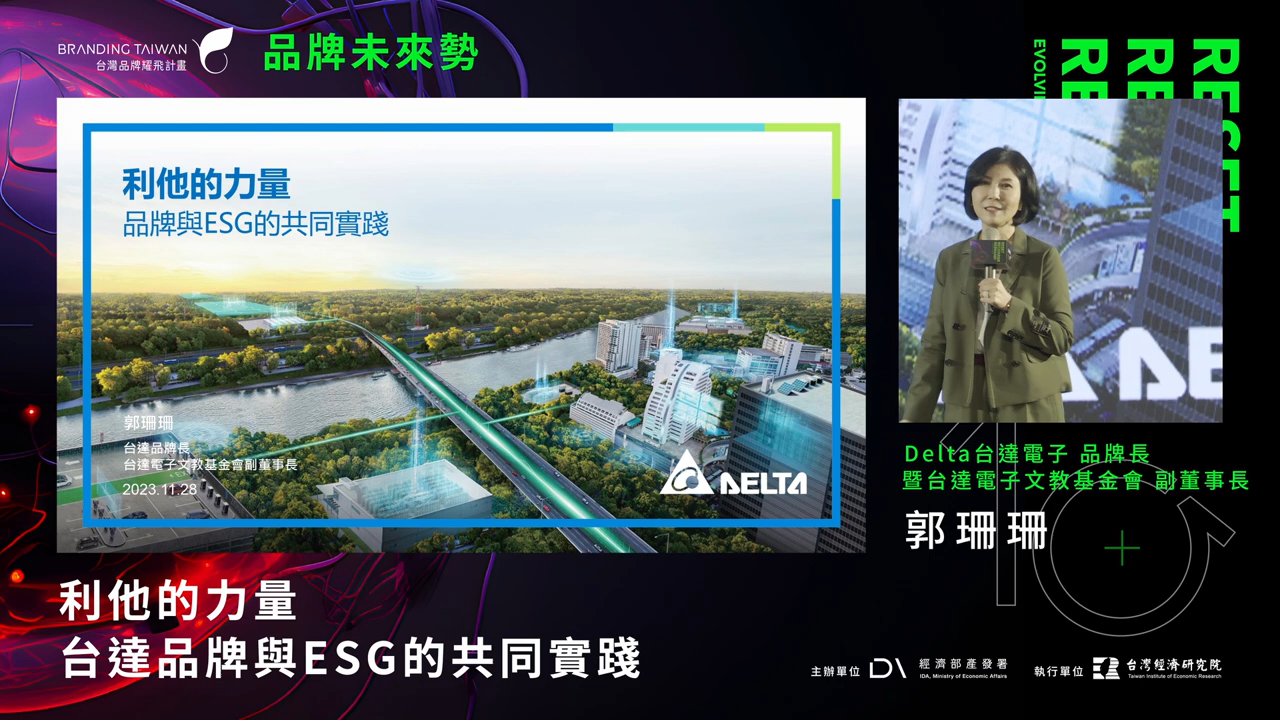 BRANDING TAIWAN
台灣品牌耀飛計畫
品牌未來勢
利他的力量
品牌與ESG的共同實踐
郭珊珊
台達品牌長
台達電子文教基金會副董事長
2023.11.28
DELTA
Delta台達電子 品牌長
暨台達電子文教基金會 副董事長
郭珊珊
利他的力量
台達品牌與ESG的共同實踐
主辦單位
IDA
經濟部產發署
IDA, Ministry of Economic Affairs
執行單位
台灣經濟研究院
Taiwan Institute of Economic Research